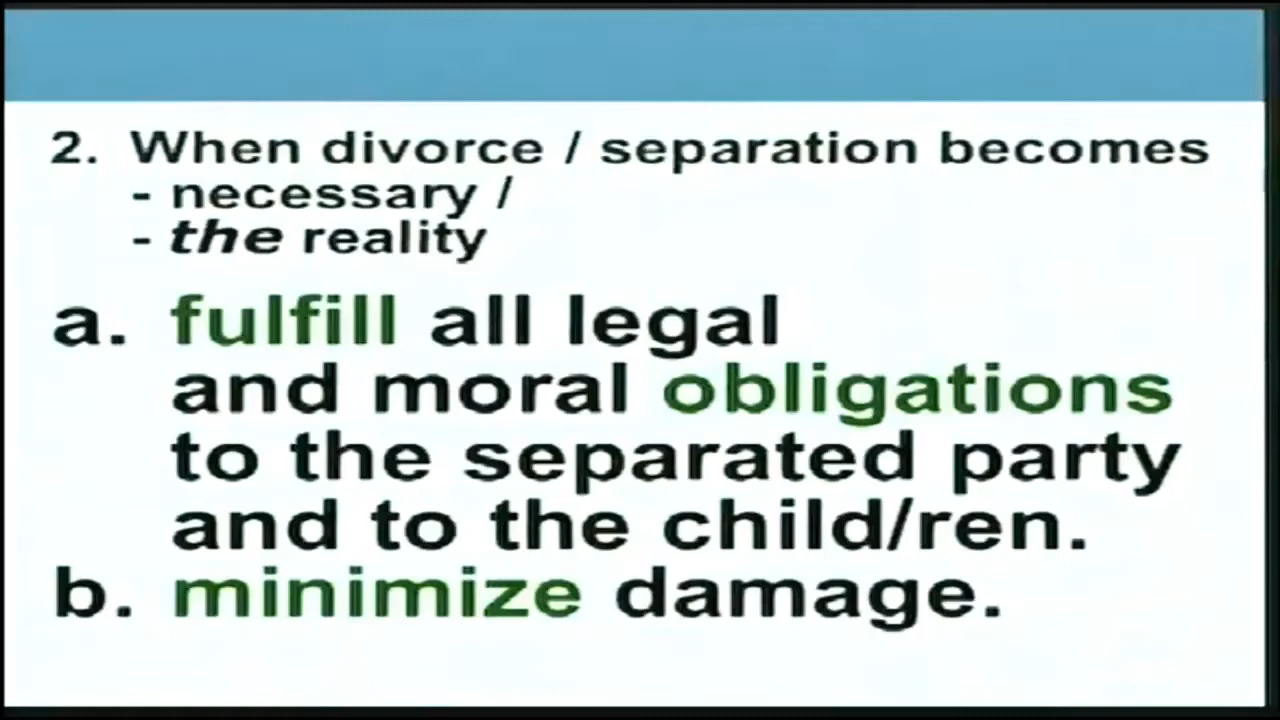 2. When divorce / separation becomes
- necessary /
- the reality
a. fulfill all legal
and moral obligations
to the separated party
and to the child/ren.
b. minimize damage.